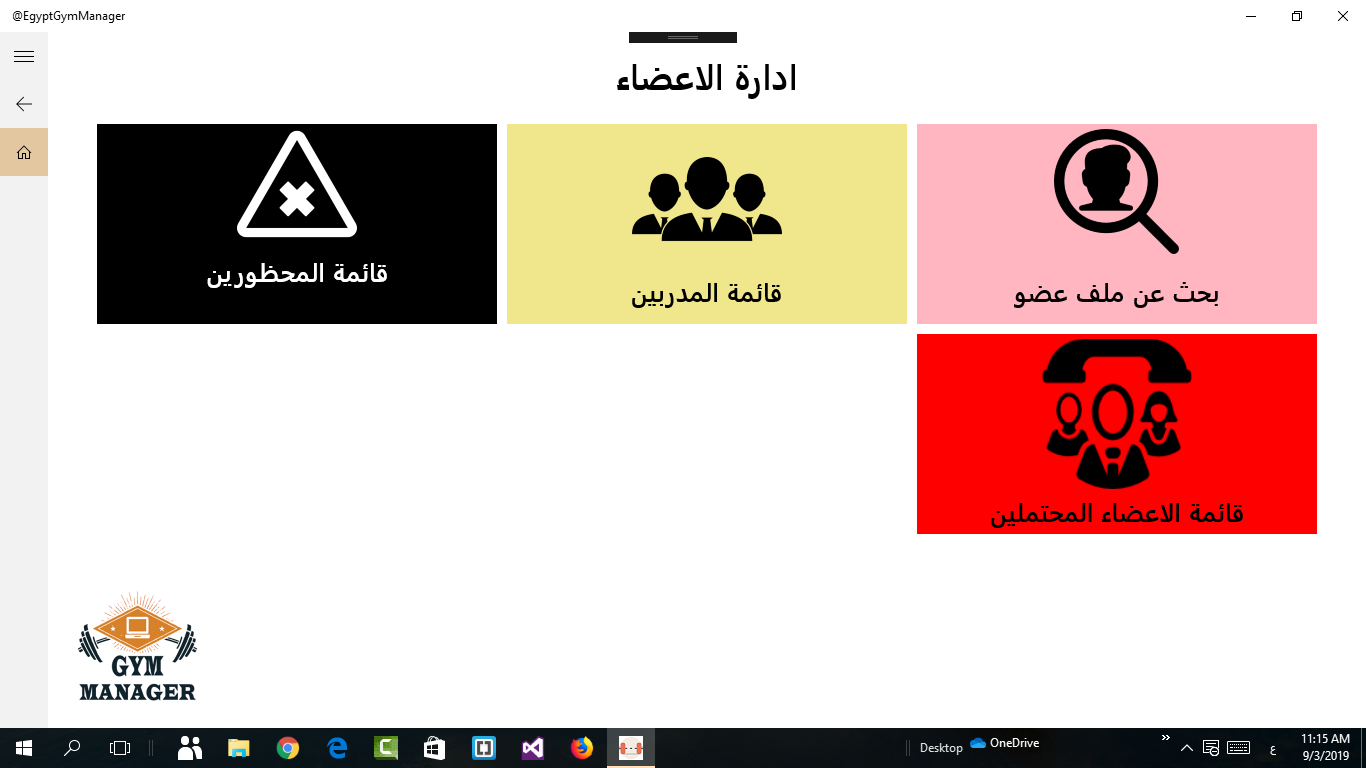 @EgyptGymManager
ادارة الاعضاء
بحث عن ملف عضو
قائمة المدربين
قائمة المحظورين
قائمة الاعضاء المحتملين
GYM
MANAGER
Desktop
OneDrive
ع
11:15 AM
9/3/2019